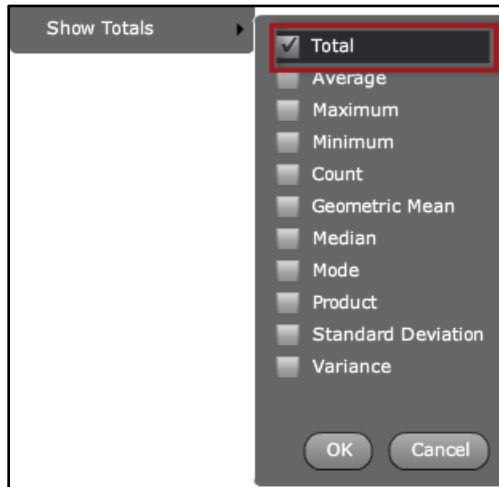 Show Totals
Total
Average
Maximum
Minimum
Count
Geometric Mean
Median
Mode
Product
Standard Deviation
Variance
OK Cancel